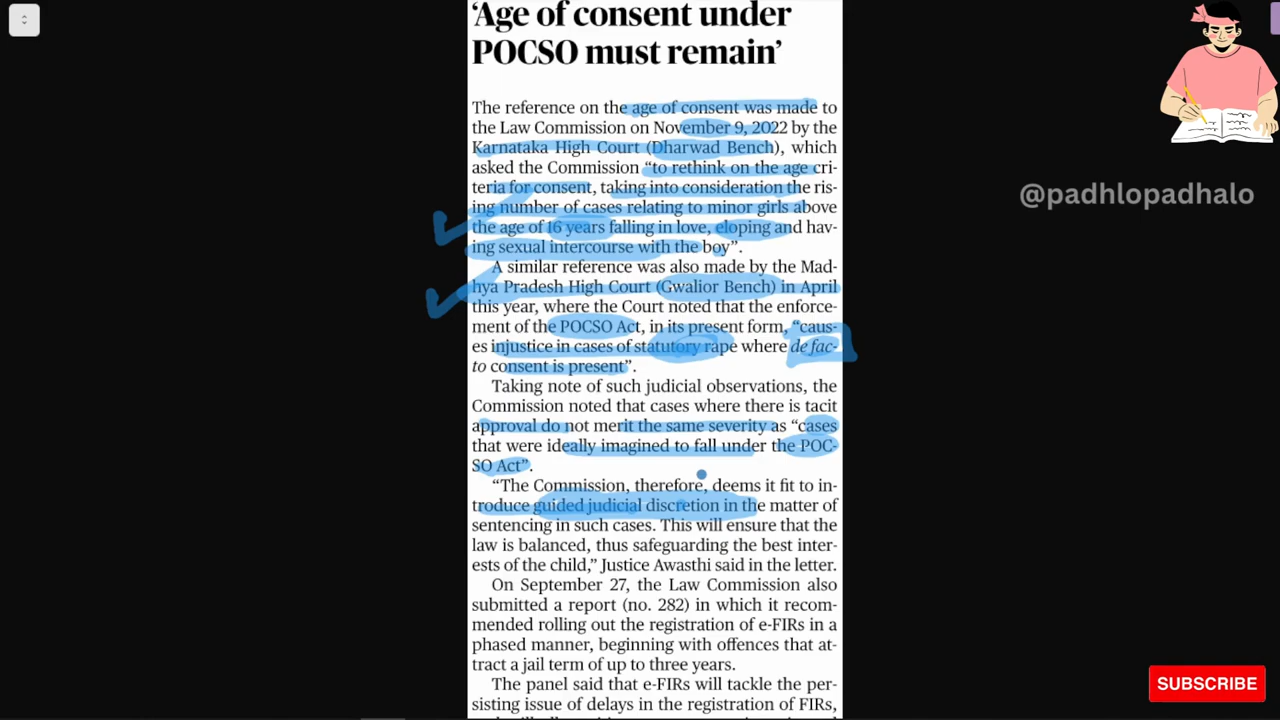 ‘Age of consent under
POCSO must remain’
The reference on the age of consent was made to
the Law Commission on November 9, 2022 by the
Karnataka High Court (Dharwad Bench), which
asked the Commission “to rethink on the age cri-
teria for consent, taking into consideration the ris-
ing number of cases relating to minor girls above
the age of 16 years falling in love, eloping and hav-
ing sexual intercourse with the boy”.
A similar reference was also made by the Mad-
hya Pradesh High Court (Gwalior Bench) in April
this year, where the Court noted that the enforce-
ment of the POCSO Act, in its present form, “caus-
es injustice in cases of statutory rape where de fac-
to consent is present”.
Taking note of such judicial observations, the
Commission noted that cases where there is tacit
approval do not merit the same severity as “cases
that were ideally imagined to fall under the POC-
SO Act”.
“The Commission, therefore, deems it fit to in-
troduce guided judicial discretion in the matter of
sentencing in such cases. This will ensure that the
law is balanced, thus safeguarding the best inter-
ests of the child,” Justice Awasthi said in the letter.
On September 27, the Law Commission also
submitted a report (no. 282) in which it recom-
mended rolling out the registration of e-FIRs in a
phased manner, beginning with offences that at-
tract a jail term of up to three years.
The panel said that e-FIRs will tackle the per-
sisting issue of delays in the registration of FIRs,
@padhlopadhalo
SUBSCRIBE